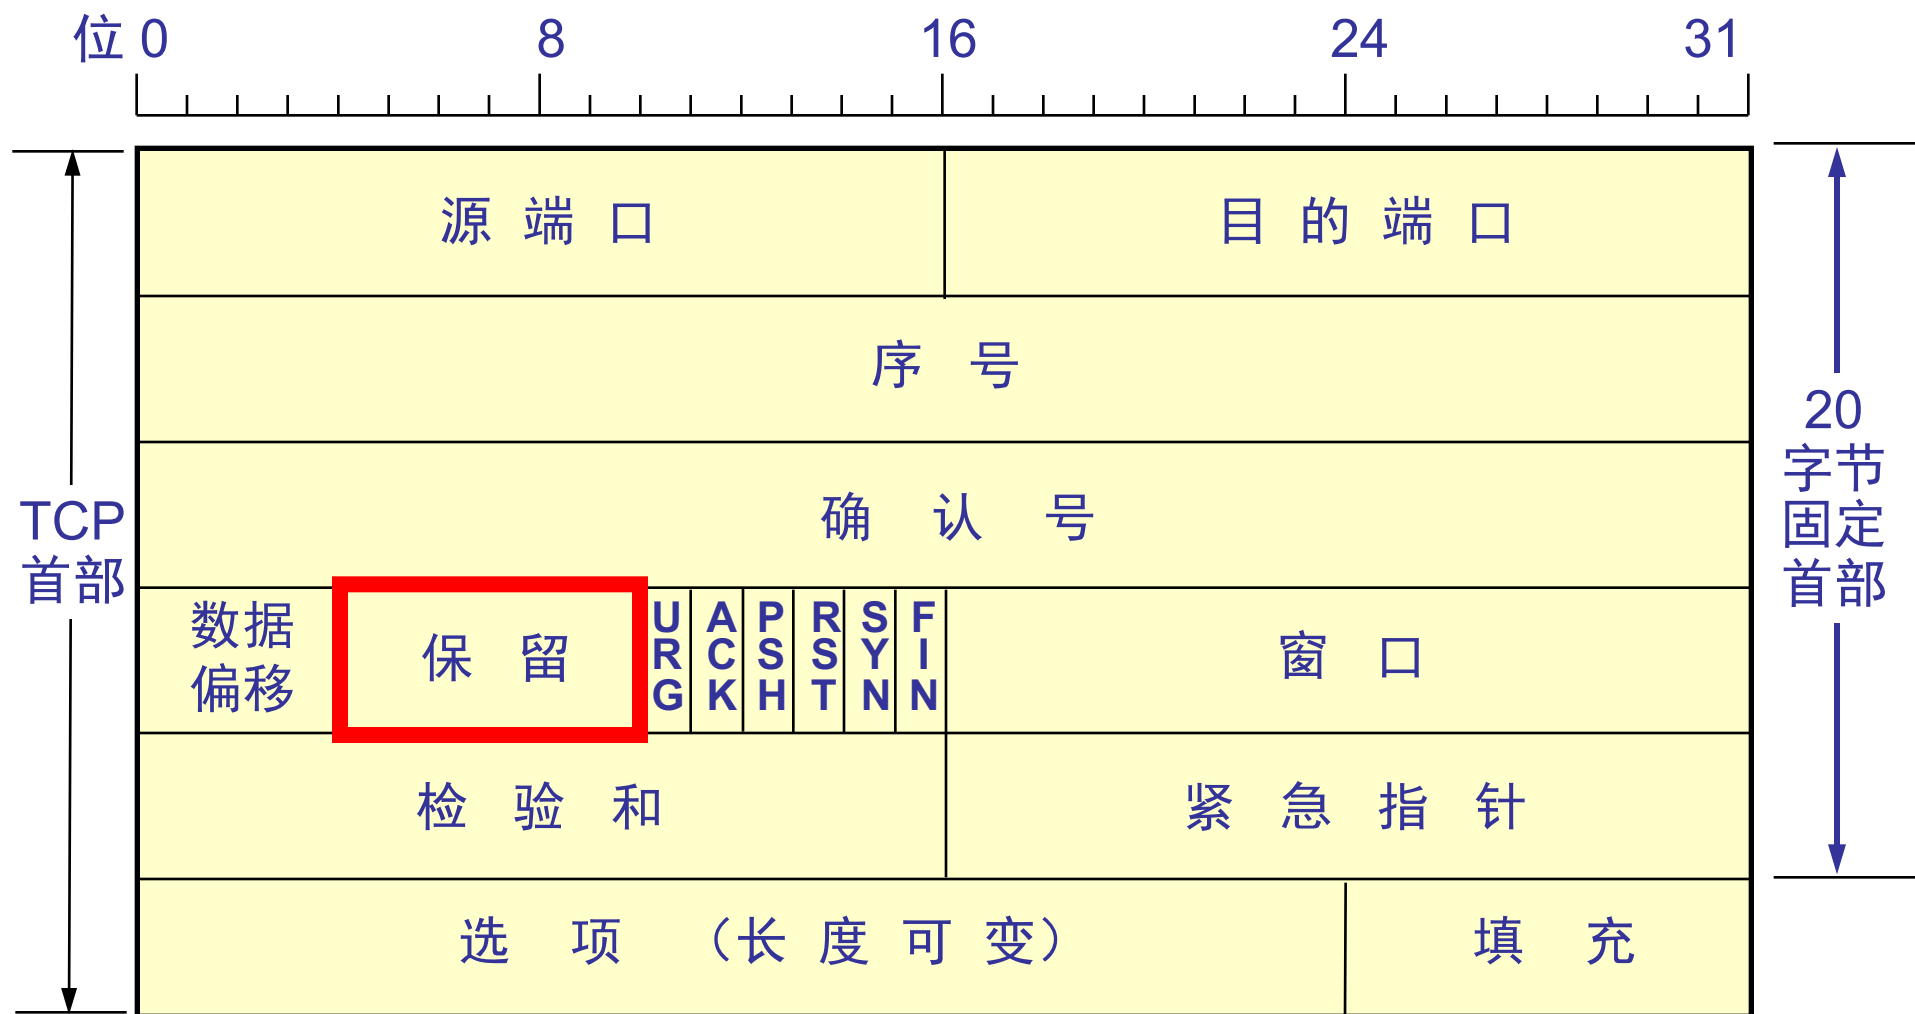 位 0 8 16 24 31
源端口 目的端口
序号
确认号
TCP
首部
20
字节
固定
首部
数据
偏移
保留
URG
ACK
PSH
RST
SYN
FIN
窗口
检验和 紧急指针
选项（长度可变） 填充